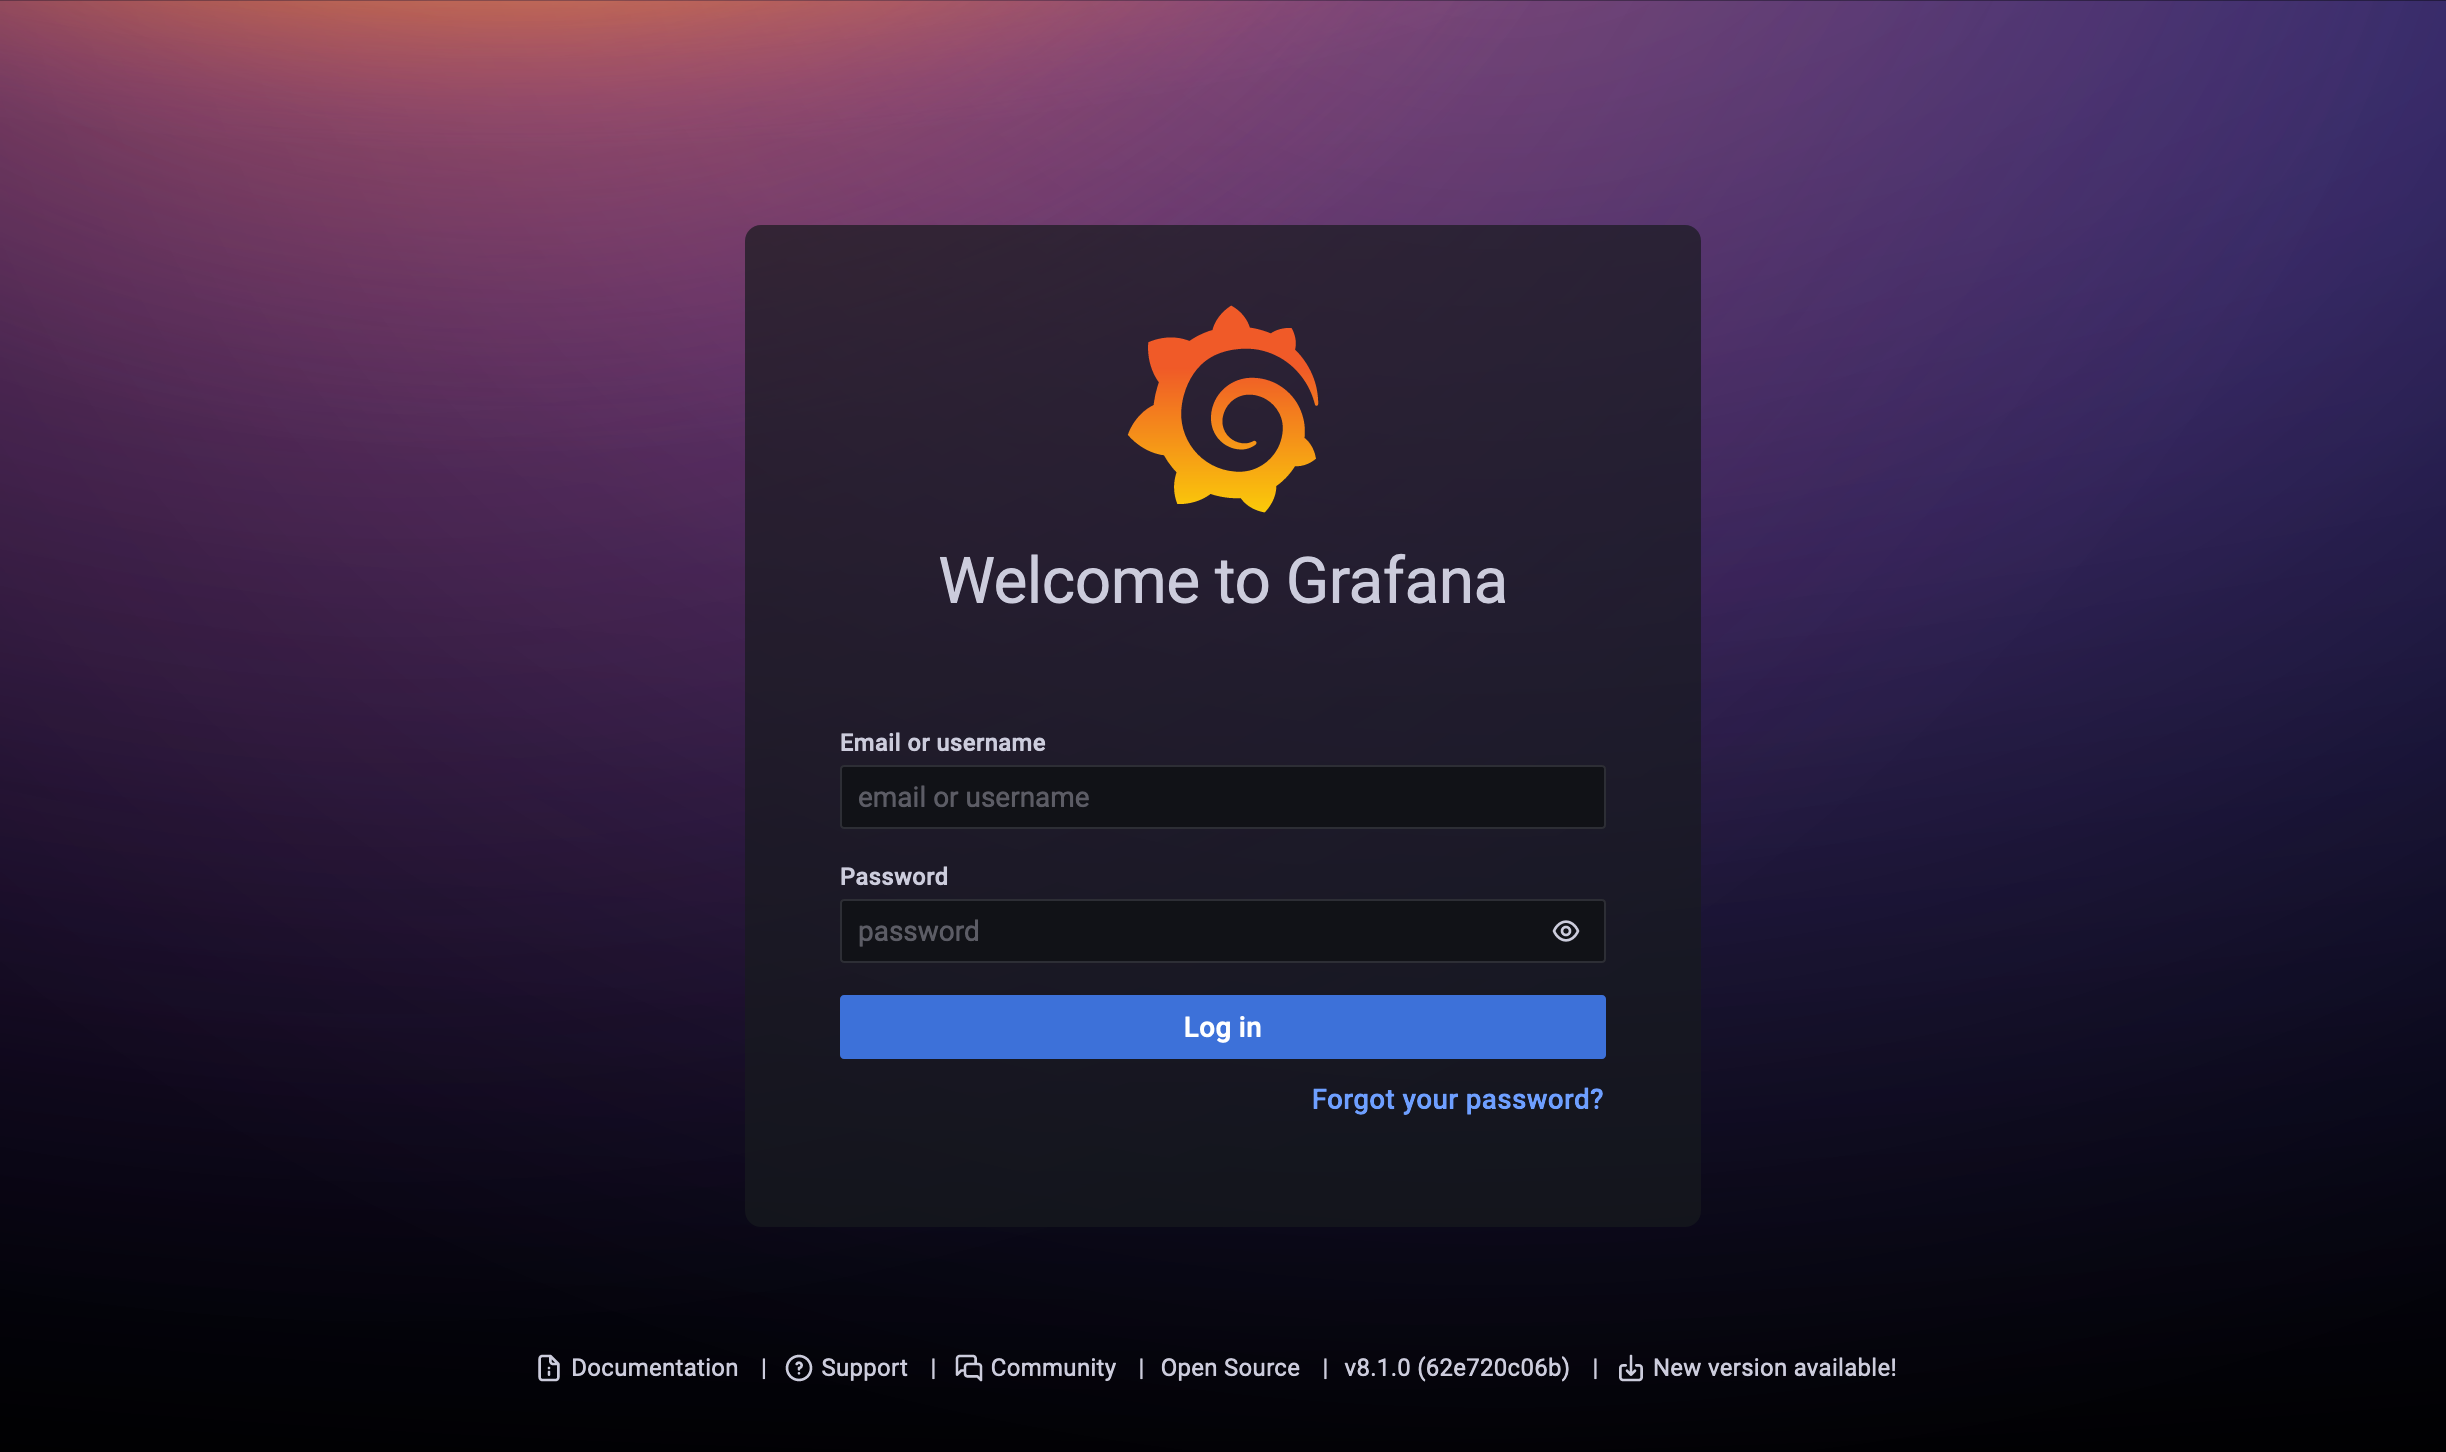 Welcome to Grafana
Email or username
email or username
Password
password
Log in
Forgot your password?
Documentation | Support | Community | Open Source | v8.1.0 (62e720c06b) | New version available!